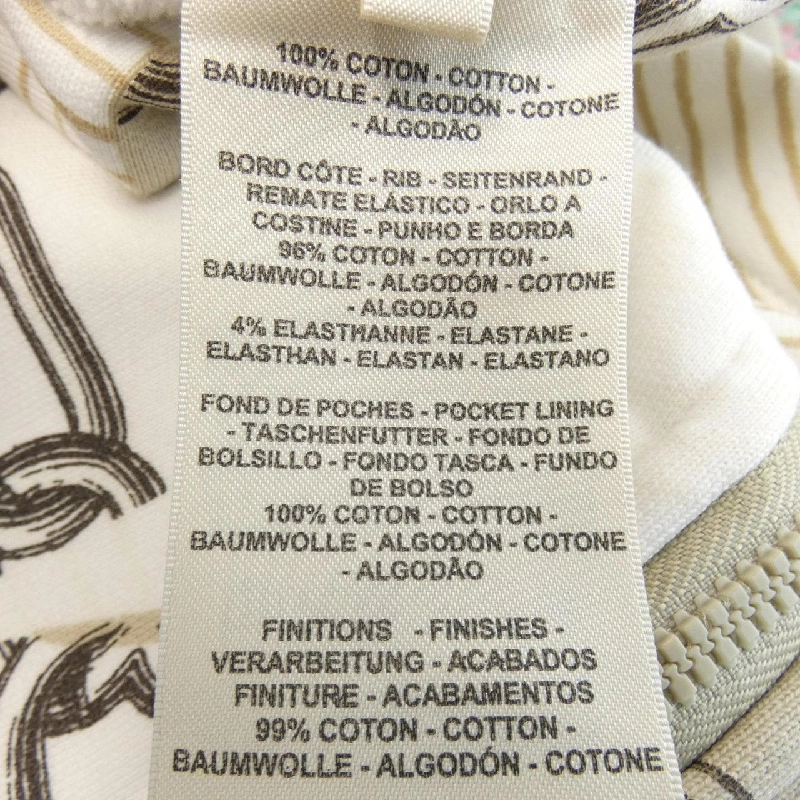 100% COTON - COTTON -
BAUMWOLLE - ALGODÓN - COTONE
- ALGODÃO
BORD CÔTE - RIB - SEITENRAND -
REMATE ELÁSTICO - ORLO A
COSTINE - PUNHO E BORDA
96% COTON - COTTON -
BAUMWOLLE - ALGODÓN - COTONE
- ALGODÃO
4% ELASTHANNE - ELASTANE -
ELASTHAN - ELASTAN - ELASTANO
FOND DE POCHES - POCKET LINING
- TASCHENFUTTER - FONDO DE
BOLSILLO - FONDO TASCA - FUNDO
DE BOLSO
100% COTON - COTTON -
BAUMWOLLE - ALGODÓN - COTONE
- ALGODÃO
FINITIONS - FINISHES -
VERARBEITUNG - ACABADOS
FINITURE - ACABAMENTOS
99% COTON - COTTON -
BAUMWOLLE - ALGODÓN - COTONE